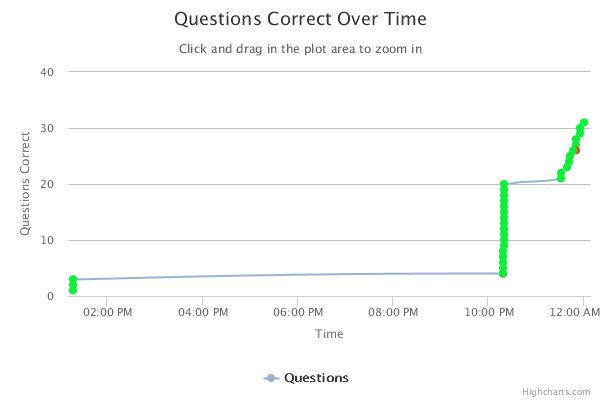 Questions Correct Over Time
Click and drag in the plot area to zoom in
40
30
20
10
0
Questions Correct
02:00 PM 04:00 PM 06:00 PM 08:00 PM 10:00 PM 12:00 AM
Time
Questions
Highcharts.com